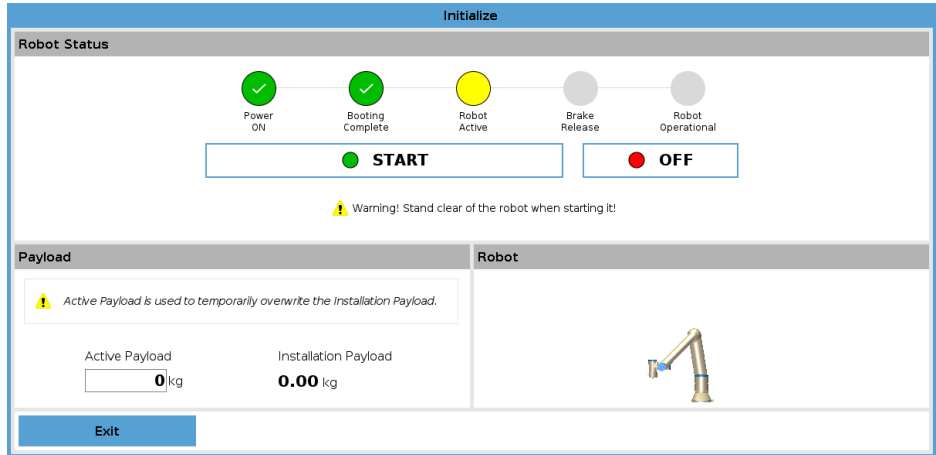 Initialize
Robot Status
Power
ON
Booting
Complete
Robot
Active
Brake
Release
Robot
Operational
START
OFF
Warning! Stand clear of the robot when starting it!
Payload
Robot
Active Payload is used to temporarily overwrite the Installation Payload.
Active Payload
Installation Payload
0 kg
0.00 kg
Exit